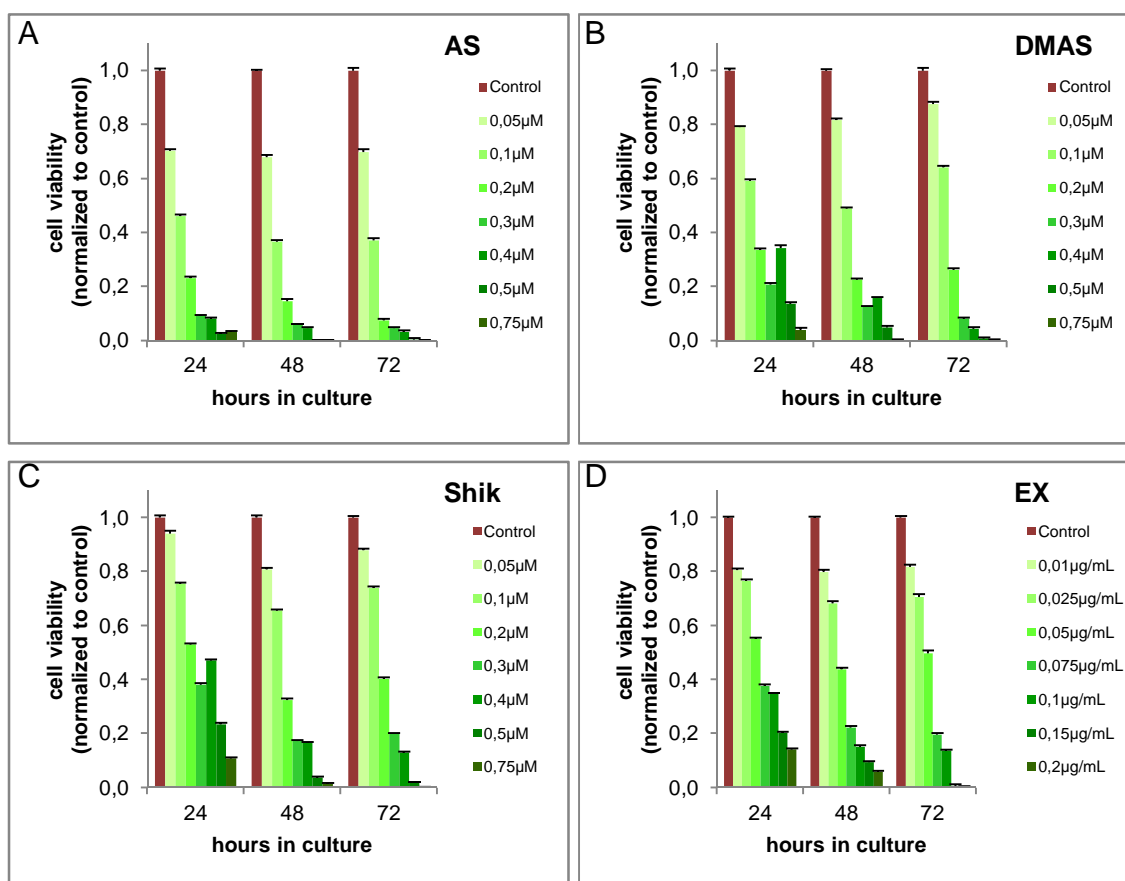 A
AS
cell viability
(normalized to control)
1,0
0,8
0,6
0,4
0,2
0,0
24
48
72
hours in culture
Control
0,05µM
0,1µM
0,2µM
0,3µM
0,4µM
0,5µM
0,75µM
B
DMAS
cell viability
(normalized to control)
1,0
0,8
0,6
0,4
0,2
0,0
24
48
72
hours in culture
Control
0,05µM
0,1µM
0,2µM
0,3µM
0,4µM
0,5µM
0,75µM
C
Shik
cell viability
(normalized to control)
1,0
0,8
0,6
0,4
0,2
0,0
24
48
72
hours in culture
Control
0,05µM
0,1µM
0,2µM
0,3µM
0,4µM
0,5µM
0,75µM
D
EX
cell viability
(normalized to control)
1,0
0,8
0,6
0,4
0,2
0,0
24
48
72
hours in culture
Control
0,01µg/mL
0,025µg/mL
0,05µg/mL
0,075µg/mL
0,1µg/mL
0,15µg/mL
0,2µg/mL